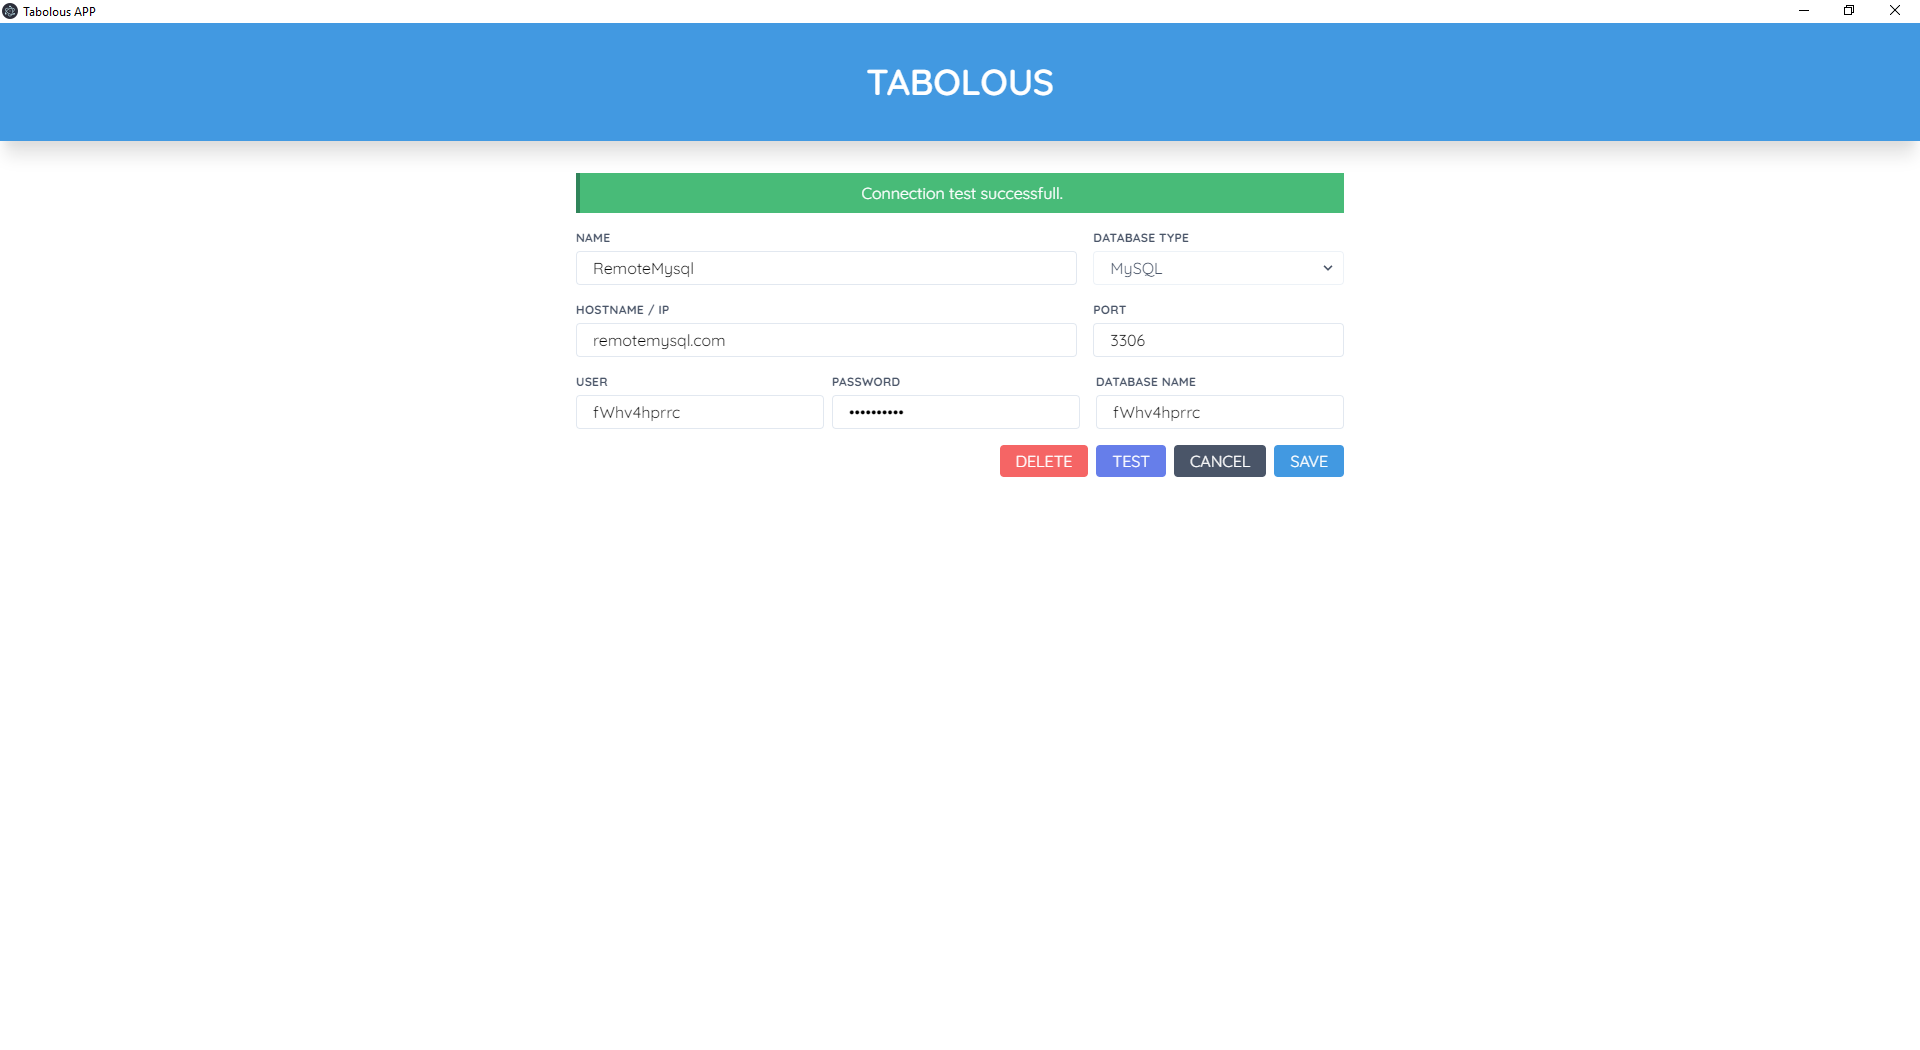 Tabolous APP
TABOLOUS
Connection test successfull.
NAME
DATABASE TYPE
RemoteMysql
MySQL
HOSTNAME / IP
PORT
remotemysql.com
3306
USER
PASSWORD
DATABASE NAME
fWhv4hprrc
••••••••••
fWhv4hprrc
DELETE
TEST
CANCEL
SAVE